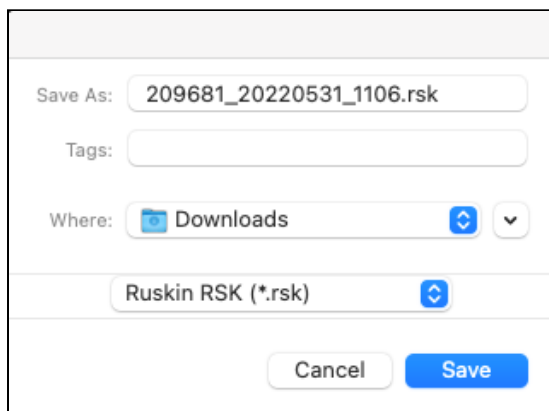 Save As: 209681_20220531_1106.rsk
Tags:
Where: Downloads
Ruskin RSK (*.rsk)
Cancel Save